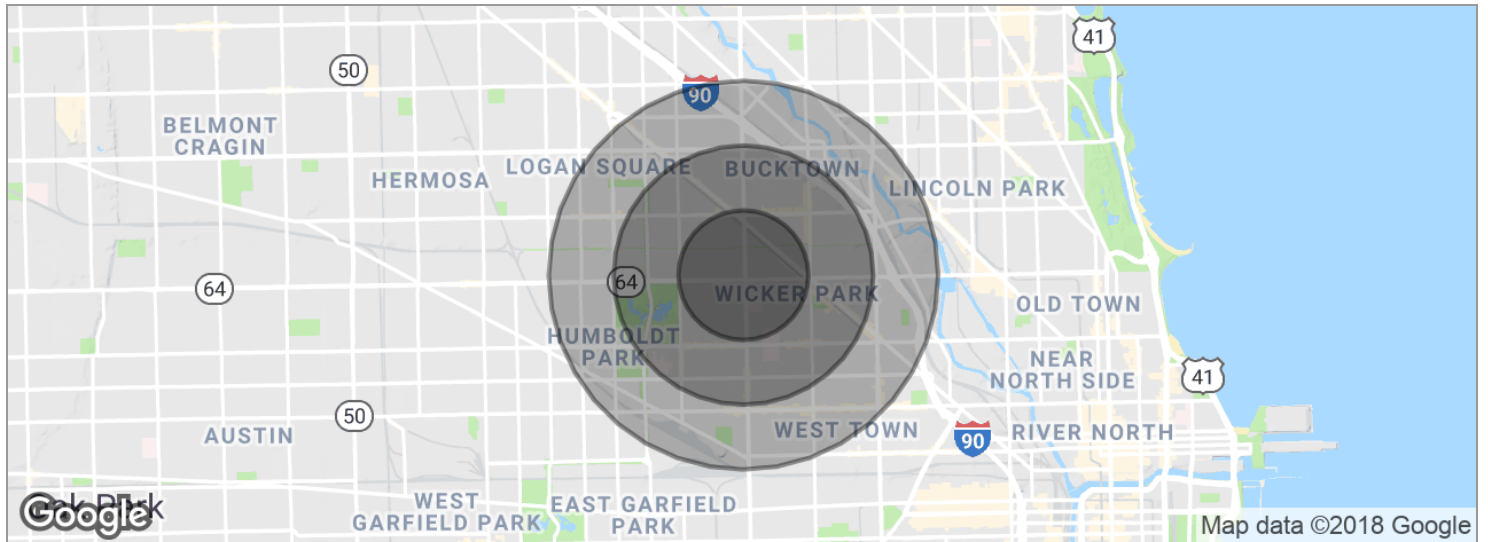 41
50
90
BELMONT
CRAGIN
LOGAN SQUARE
BUCKTOWN
HERMOSA
LINCOLN PARK
64
64
WICKER PARK
OLD TOWN
HUMBOLDT
PARK
NEAR
NORTH SIDE
41
50
AUSTIN
WEST TOWN
90
RIVER NORTH
WEST
GARFIELD PARK
EAST GARFIELD
PARK
Oak Park
Google
Map data ©2018 Google